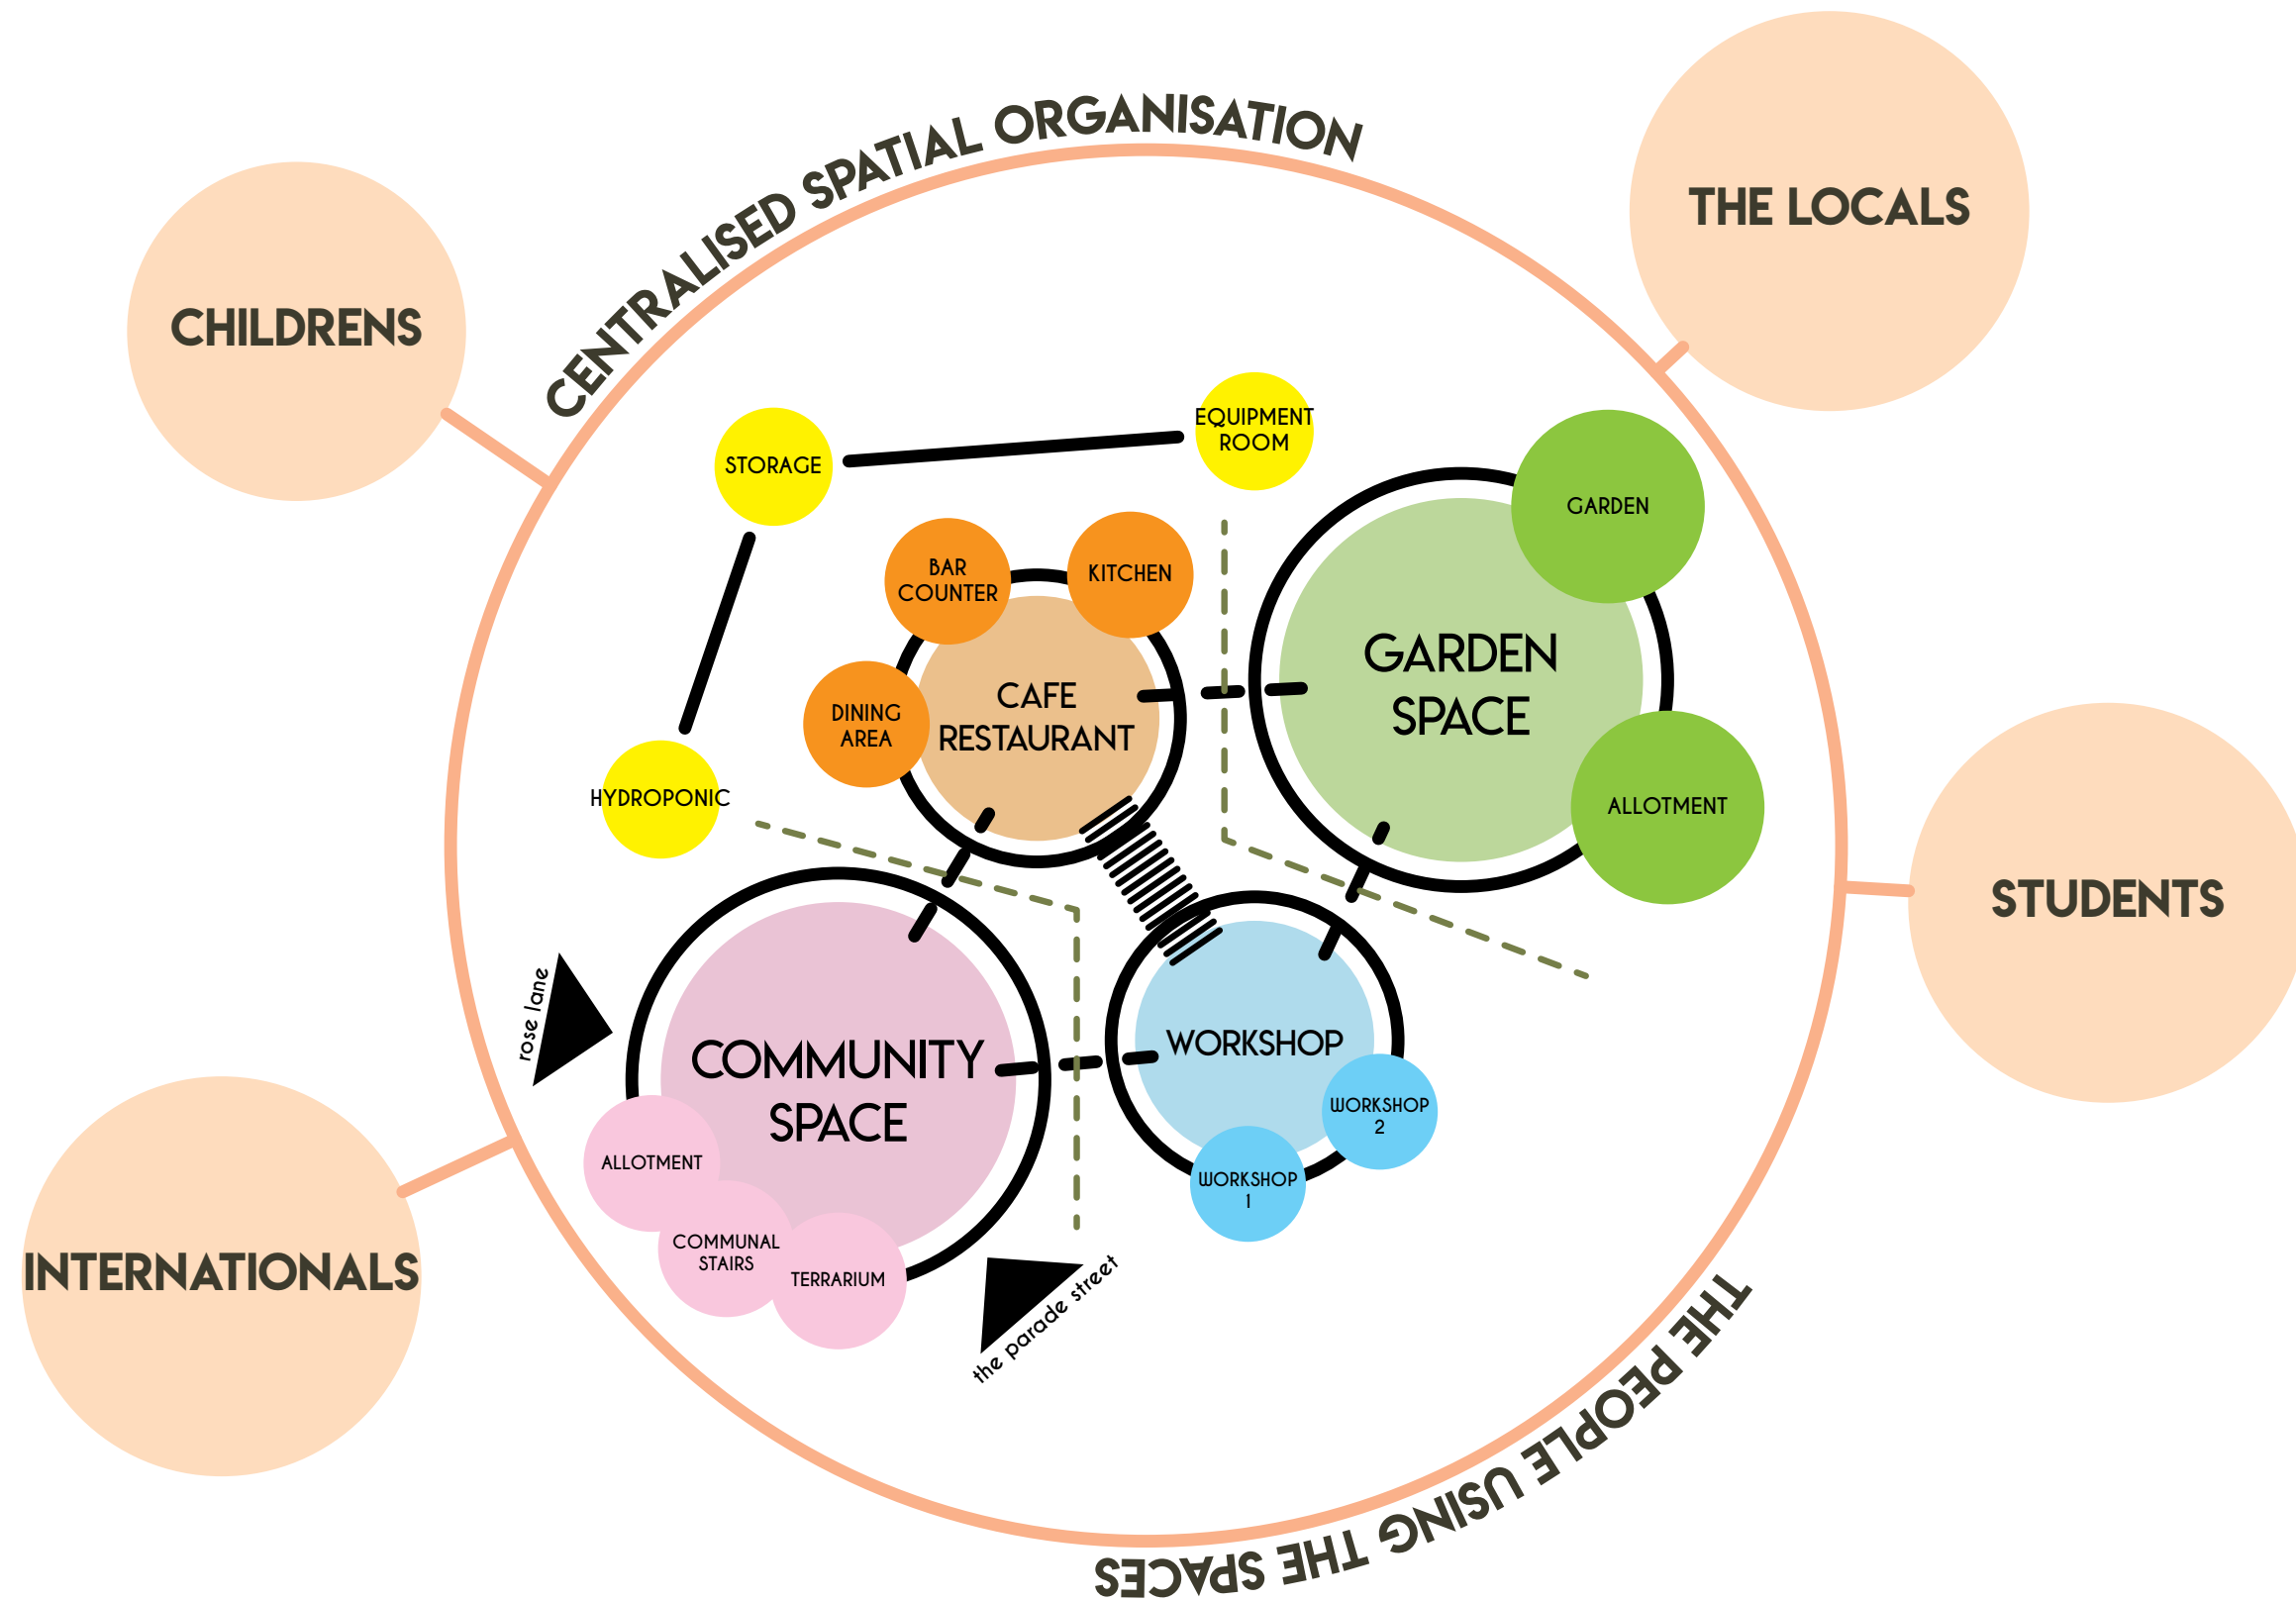 CENTRALISED SPATIAL ORGANISATION
THE LOCALS
CHILDRENS
EQUIPMENT
ROOM
STORAGE
GARDEN
BAR
COUNTER
KITCHEN
GARDEN
SPACE
CAFE
RESTAURANT
DINING
AREA
HYDROPONIC
ALLOTMENT
STUDENTS
rose lane
COMMUNITY
SPACE
WORKSHOP
WORKSHOP
2
ALLOTMENT
WORKSHOP
1
COMMUNAL
STAIRS
TERRARIUM
INTERNATIONALS
the parade street
THE PEOPLE USING THE SPACES